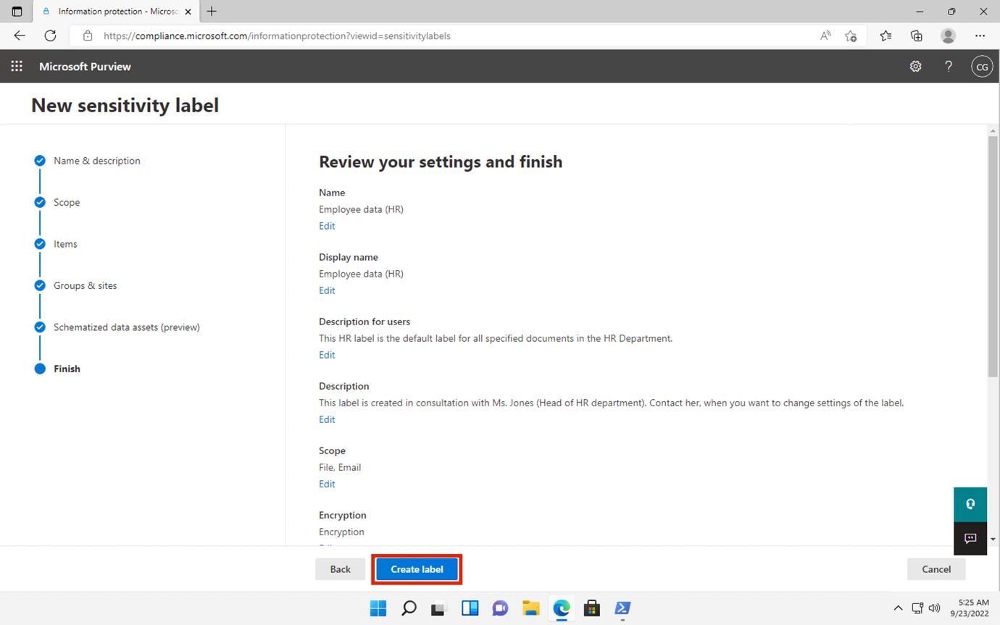 Information protection - Microsc
https://compliance.microsoft.com/informationprotection?viewid=sensitivitylabels
Microsoft Purview
CG
New sensitivity label
Name & description
Scope
Items
Groups & sites
Schematized data assets (preview)
Finish
Review your settings and finish
Name
Employee data (HR)
Edit
Display name
Employee data (HR)
Edit
Description for users
This HR label is the default label for all specified documents in the HR Department.
Edit
Description
This label is created in consultation with Ms. Jones (Head of HR department). Contact her, when you want to change settings of the label.
Edit
Scope
File, Email
Edit
Encryption
Encryption
Back
Create label
Cancel
5:25 AM
9/23/2022